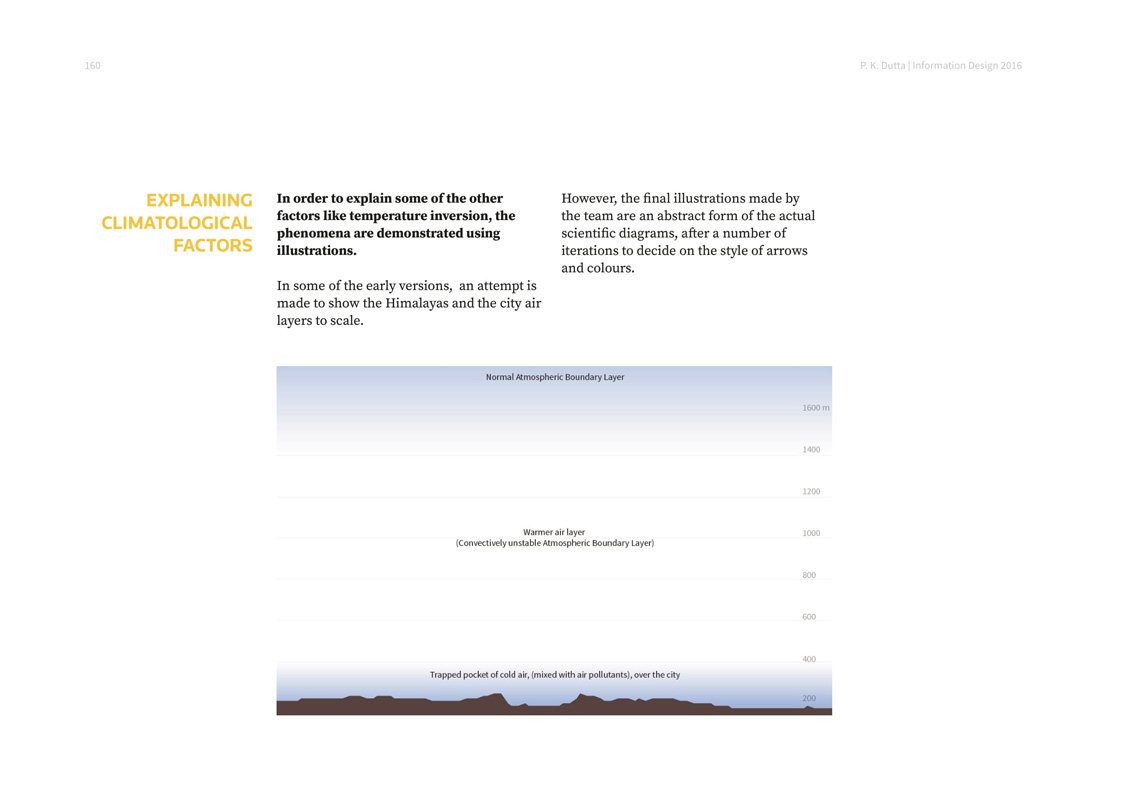 160
P. K. Dutta | Information Design 2016
EXPLAINING
CLIMATOLOGICAL
FACTORS
In order to explain some of the other
factors like temperature inversion, the
phenomena are demonstrated using
illustrations.
In some of the early versions,  an attempt is
made to show the Himalayas and the city air
layers to scale.
However, the final illustrations made by
the team are an abstract form of the actual
scientific diagrams, after a number of
iterations to decide on the style of arrows
and colours.
Normal Atmospheric Boundary Layer
1600 m
1400
1200
Warmer air layer
(Convectively unstable Atmospheric Boundary Layer)
1000
800
600
400
Trapped pocket of cold air, (mixed with air pollutants), over the city
200